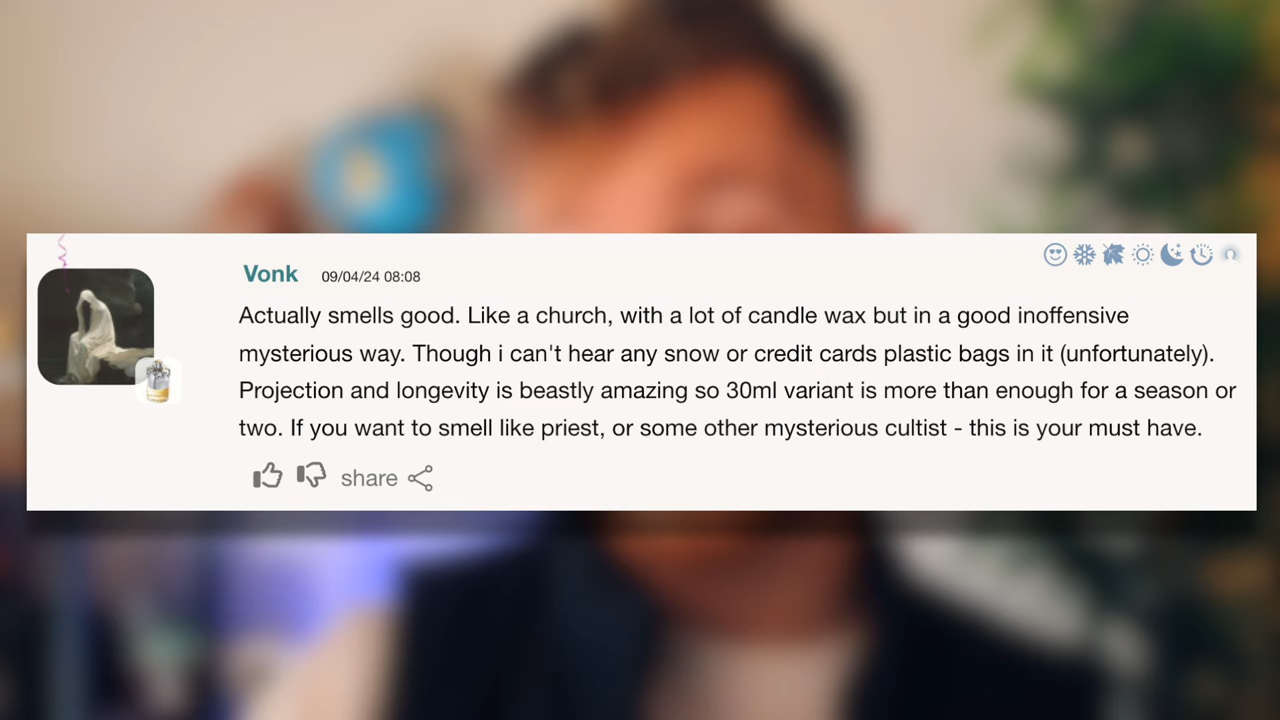 Vonk 09/04/24 08:08
Actually smells good. Like a church, with a lot of candle wax but in a good inoffensive
mysterious way. Though i can't hear any snow or credit cards plastic bags in it (unfortunately).
Projection and longevity is beastly amazing so 30ml variant is more than enough for a season or
two. If you want to smell like priest, or some other mysterious cultist - this is your must have.
share